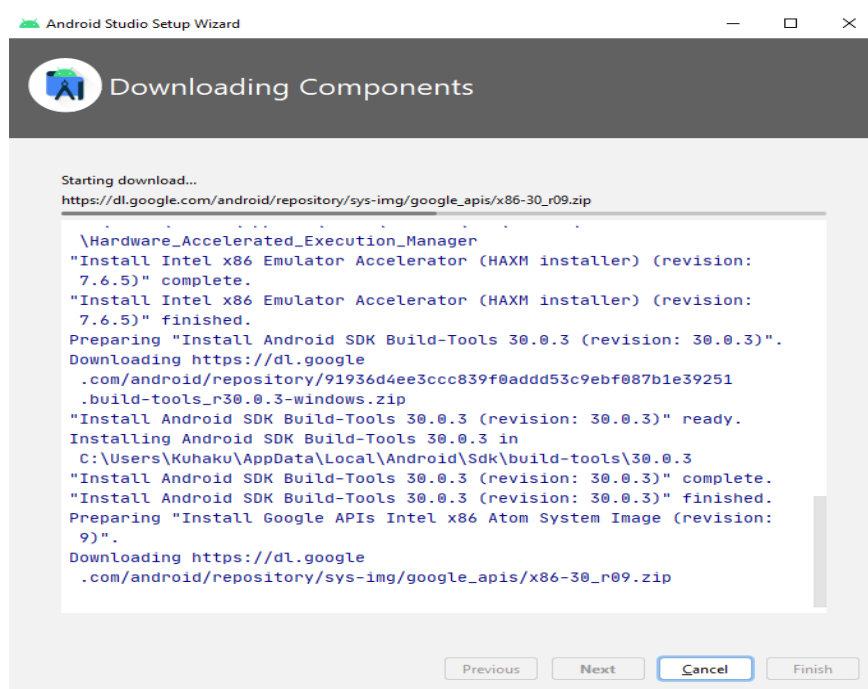 Android Studio Setup Wizard
Downloading Components
Starting download...
https://dl.google.com/android/repository/sys-img/google_apis/x86-30_r09.zip
\Hardware_Accelerated_Execution_Manager
"Install Intel x86 Emulator Accelerator (HAXM installer) (revision:
7.6.5)" complete.
"Install Intel x86 Emulator Accelerator (HAXM installer) (revision:
7.6.5)" finished.
Preparing "Install Android SDK Build-Tools 30.0.3 (revision: 30.0.3)".
Downloading https://dl.google
.com/android/repository/91936d4ee3ccc839f0addd53c9ebf087b1e39251
.build-tools_r30.0.3-windows.zip
"Install Android SDK Build-Tools 30.0.3 (revision: 30.0.3)" ready.
Installing Android SDK Build-Tools 30.0.3 in
C:\Users\Kuhaku\AppData\Local\Android\Sdk\build-tools\30.0.3
"Install Android SDK Build-Tools 30.0.3 (revision: 30.0.3)" complete.
"Install Android SDK Build-Tools 30.0.3 (revision: 30.0.3)" finished.
Preparing "Install Google APIs Intel x86 Atom System Image (revision:
9)".
Downloading https://dl.google
.com/android/repository/sys-img/google_apis/x86-30_r09.zip
Previous Next Cancel Finish